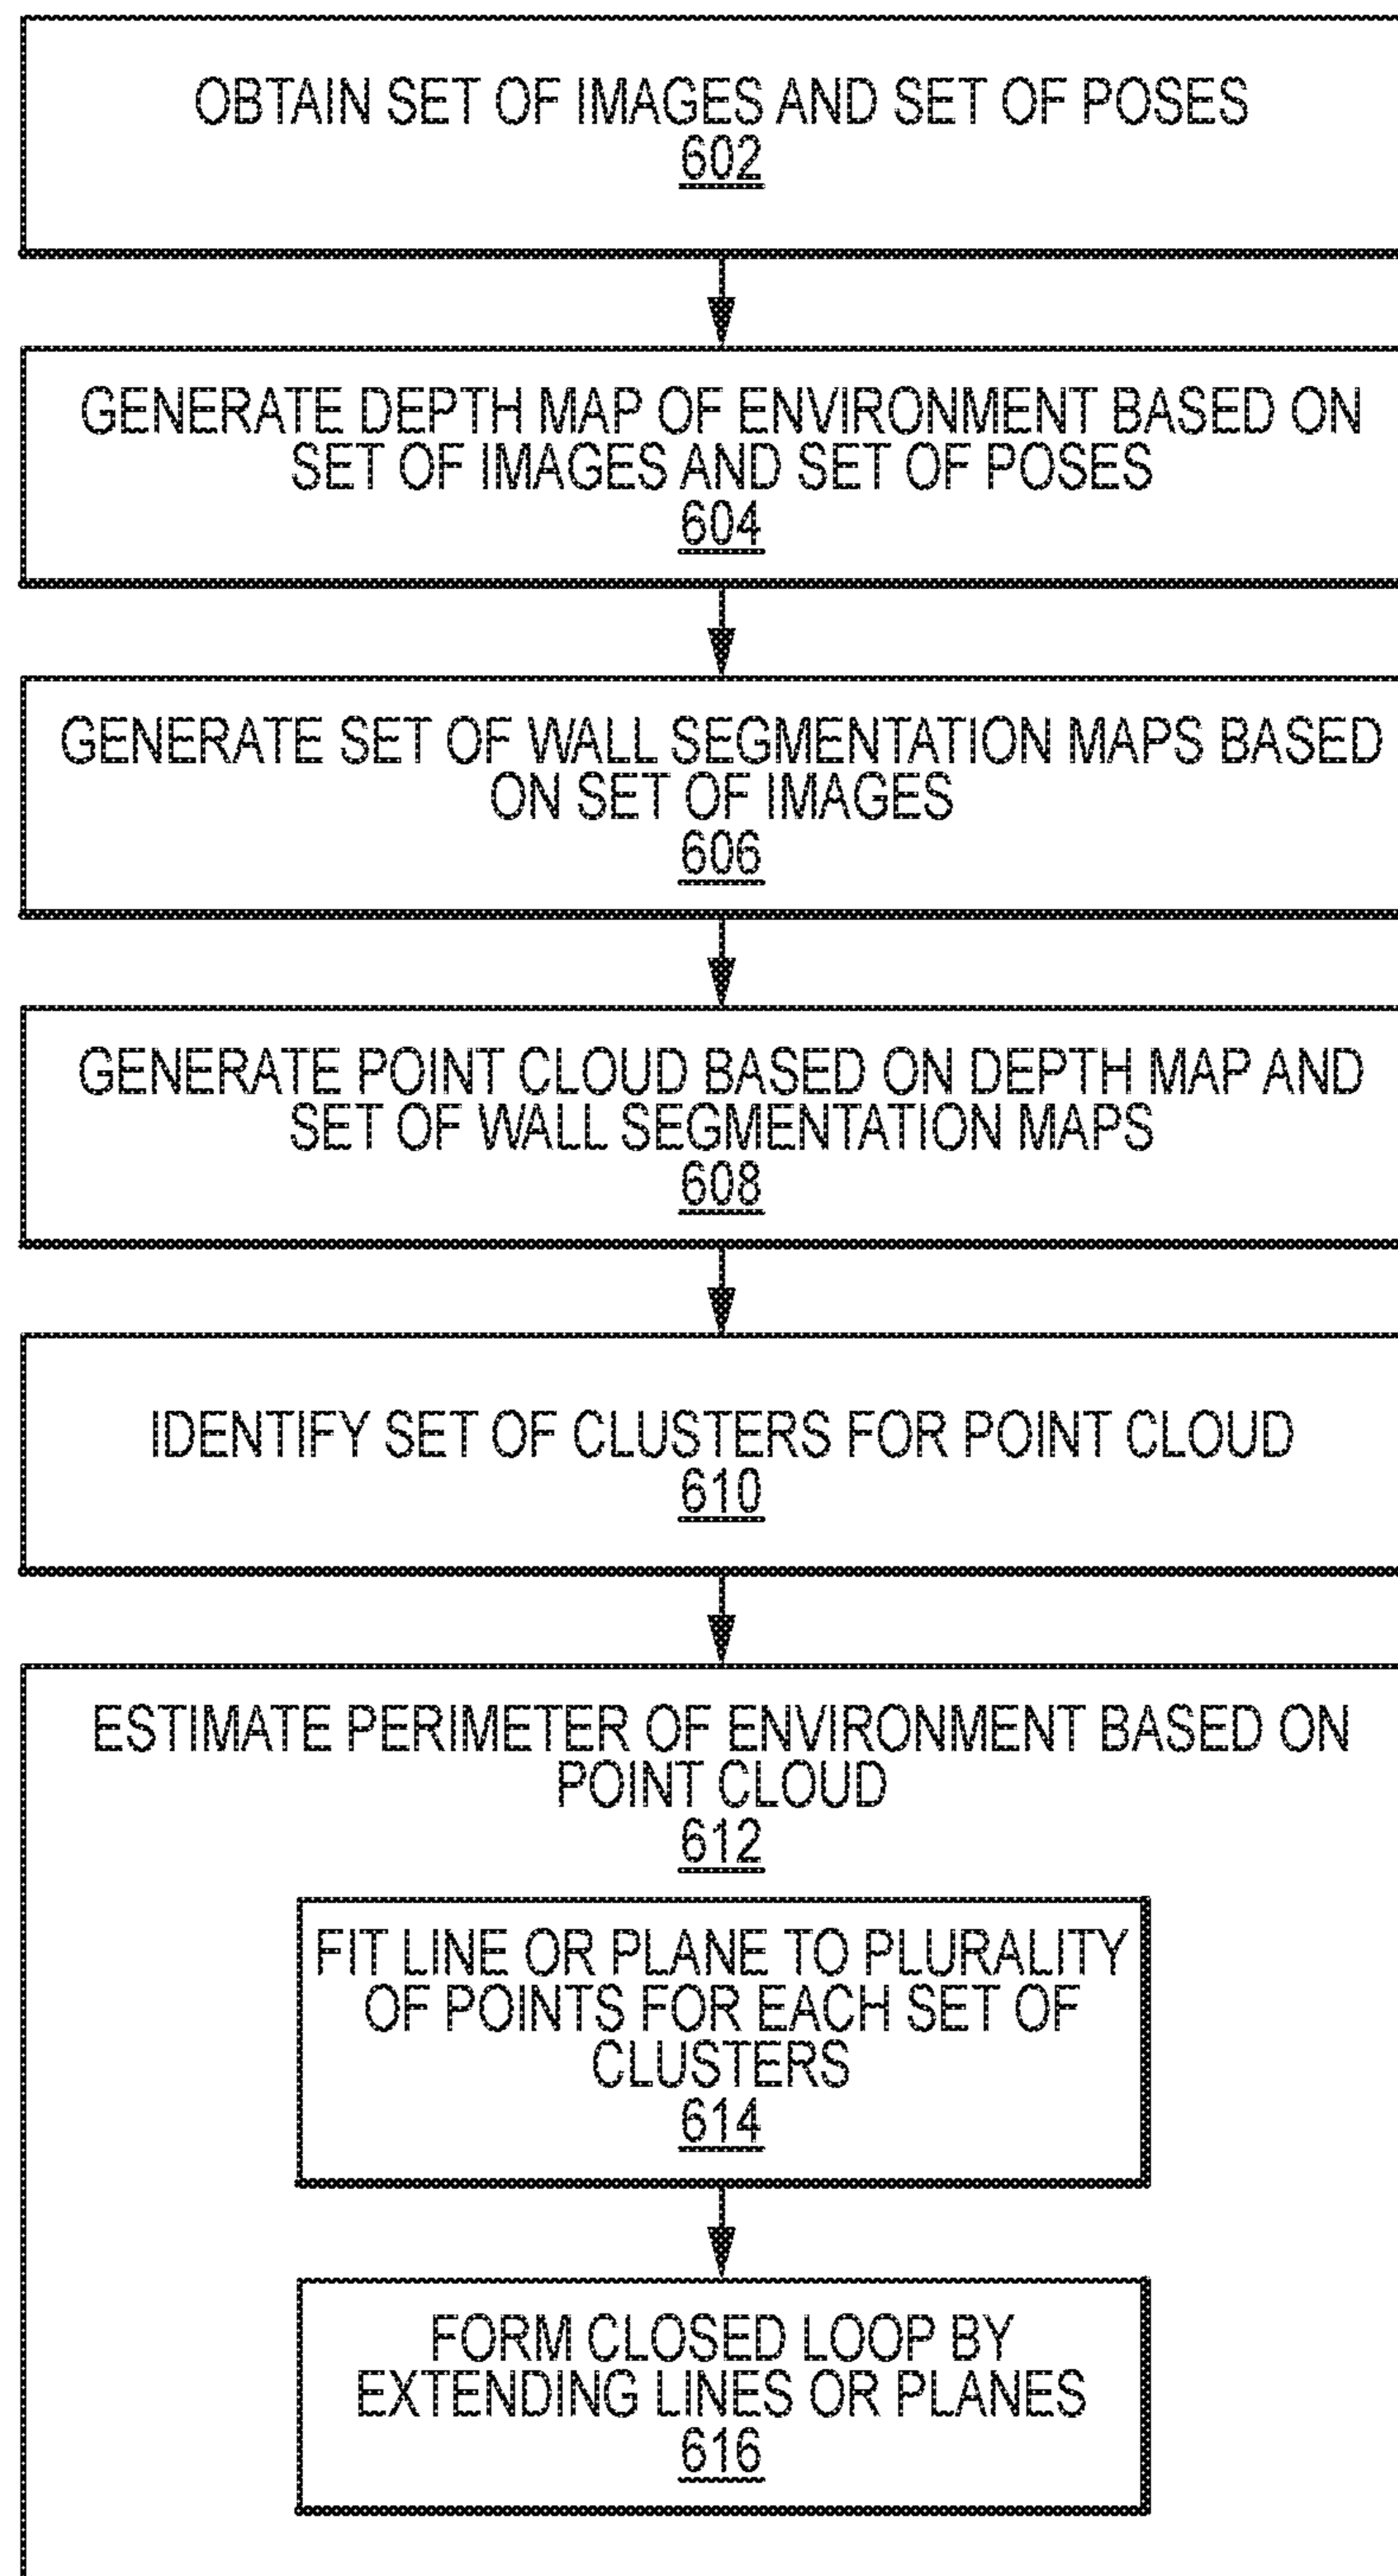 OBTAIN SET OF IMAGES AND SET OF POSES
602
GENERATE DEPTH MAP OF ENVIRONMENT BASED ON
SET OF IMAGES AND SET OF POSES
604
GENERATE SET OF WALL SEGMENTATION MAPS BASED
ON SET OF IMAGES
606
GENERATE POINT CLOUD BASED ON DEPTH MAP AND
SET OF WALL SEGMENTATION MAPS
608
IDENTIFY SET OF CLUSTERS FOR POINT CLOUD
610
ESTIMATE PERIMETER OF ENVIRONMENT BASED ON
POINT CLOUD
612
FIT LINE OR PLANE TO PLURALITY
OF POINTS FOR EACH SET OF
CLUSTERS
614
FORM CLOSED LOOP BY
EXTENDING LINES OR PLANES
616